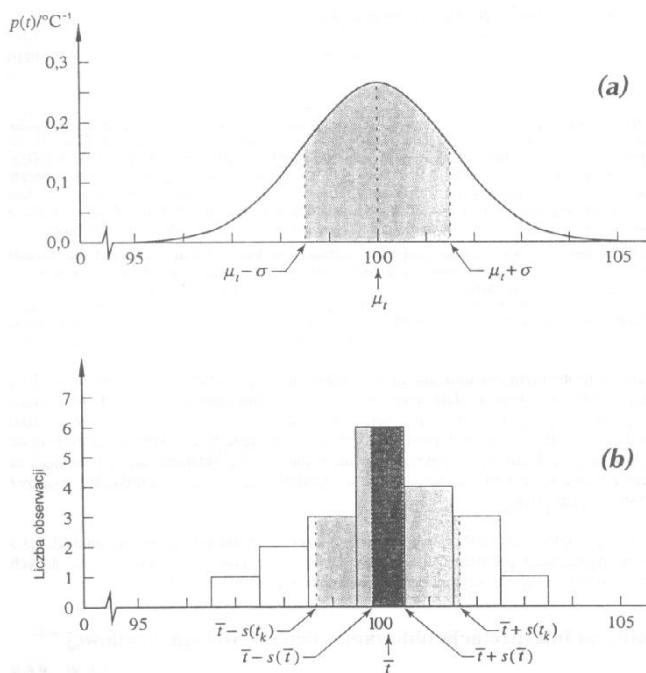 p(t)/°C⁻¹
0,3
(a)
0,2
0,1
0,0
0 95 100 105
μₜ−σ μₜ+σ
μₜ
7
6
5
(b)
4
3
2
1
0
Liczba obserwacji
0 95 100 105
t̅−s(tₖ) t̅+s(tₖ)
t̅−s(t̅) t̅ t̅+s(t̅)